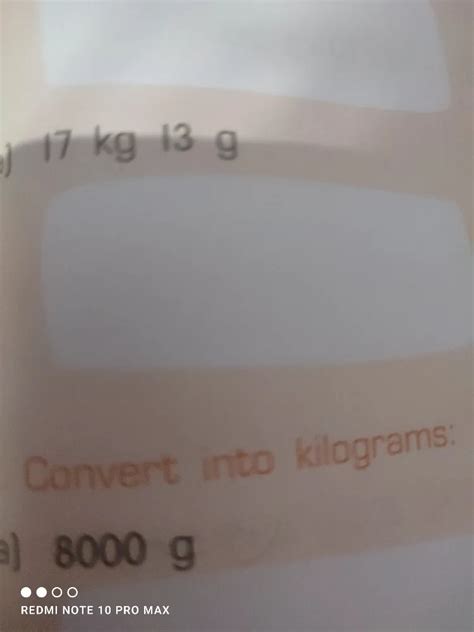 17 kg 13 g
Convert into kilograms:
a) 8000 g
REDMI NOTE 10 PRO MAX